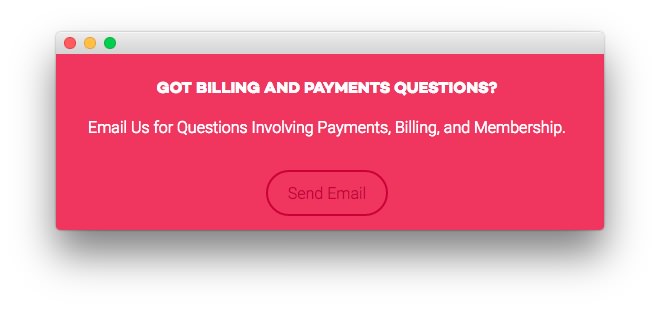 GOT BILLING AND PAYMENTS QUESTIONS?
Email Us for Questions Involving Payments, Billing, and Membership.
Send Email